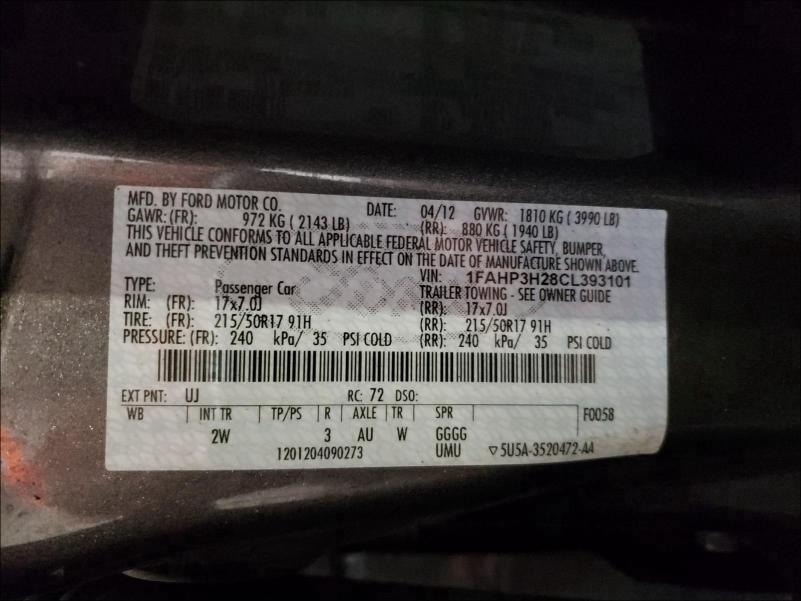 MFD. BY FORD MOTOR CO. DATE: 04/12 GVWR: 1810 KG ( 3990 LB)
GAWR: (FR): 972 KG ( 2143 LB) (RR): 880 KG ( 1940 LB)
THIS VEHICLE CONFORMS TO ALL APPLICABLE FEDERAL MOTOR VEHICLE SAFETY, BUMPER,
AND THEFT PREVENTION STANDARDS IN EFFECT ON THE DATE OF MANUFACTURE SHOWN ABOVE.
VIN: 1FAHP3H28CL393101
TYPE: Passenger Car TRAILER TOWING - SEE OWNER GUIDE
RIM: (FR): 17x7.0J (RR): 17x7.0J
TIRE: (FR): 215/50R17 91H (RR): 215/50R17 91H
PRESSURE: (FR): 240 kPa/ 35 PSI COLD (RR): 240 kPa/ 35 PSI COLD
EXT PNT: UJ RC: 72 DSO:
WB INT TR TP/PS R AXLE TR SPR F0058
2W 3 AU W GGGG
1201204090273 UMU ▽5U5A-3520472-AA